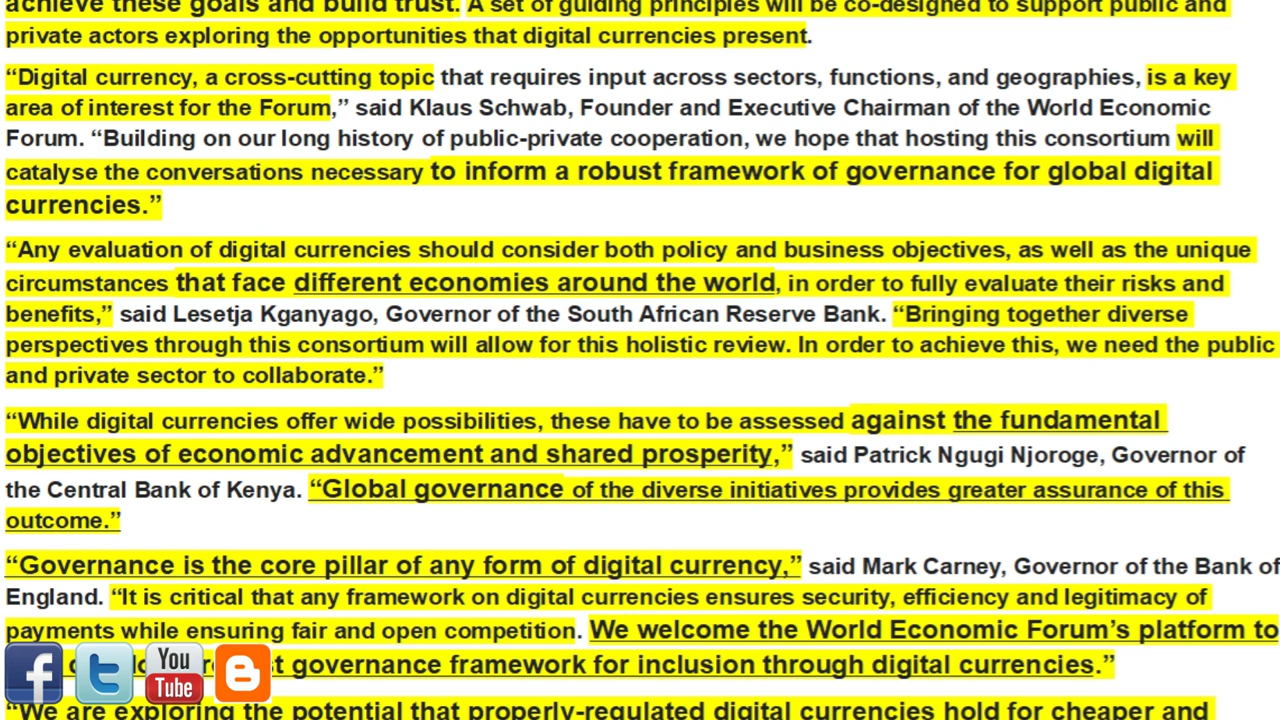 achieve these goals and build trust. A set of guiding principles will be co-designed to support public and
private actors exploring the opportunities that digital currencies present.
“Digital currency, a cross-cutting topic that requires input across sectors, functions, and geographies, is a key
area of interest for the Forum,” said Klaus Schwab, Founder and Executive Chairman of the World Economic
Forum. “Building on our long history of public-private cooperation, we hope that hosting this consortium will
catalyse the conversations necessary to inform a robust framework of governance for global digital
currencies.”
“Any evaluation of digital currencies should consider both policy and business objectives, as well as the unique
circumstances that face different economies around the world, in order to fully evaluate their risks and
benefits,” said Lesetja Kganyago, Governor of the South African Reserve Bank. “Bringing together diverse
perspectives through this consortium will allow for this holistic review. In order to achieve this, we need the public
and private sector to collaborate.”
“While digital currencies offer wide possibilities, these have to be assessed against the fundamental
objectives of economic advancement and shared prosperity,” said Patrick Ngugi Njoroge, Governor of
the Central Bank of Kenya. “Global governance of the diverse initiatives provides greater assurance of this
outcome.”
“Governance is the core pillar of any form of digital currency,” said Mark Carney, Governor of the Bank of
England. “It is critical that any framework on digital currencies ensures security, efficiency and legitimacy of
payments while ensuring fair and open competition. We welcome the World Economic Forum’s platform to
governance framework for inclusion through digital currencies.”
f t You Tube B
“We are exploring the potential that properly-regulated digital currencies hold for cheaper and